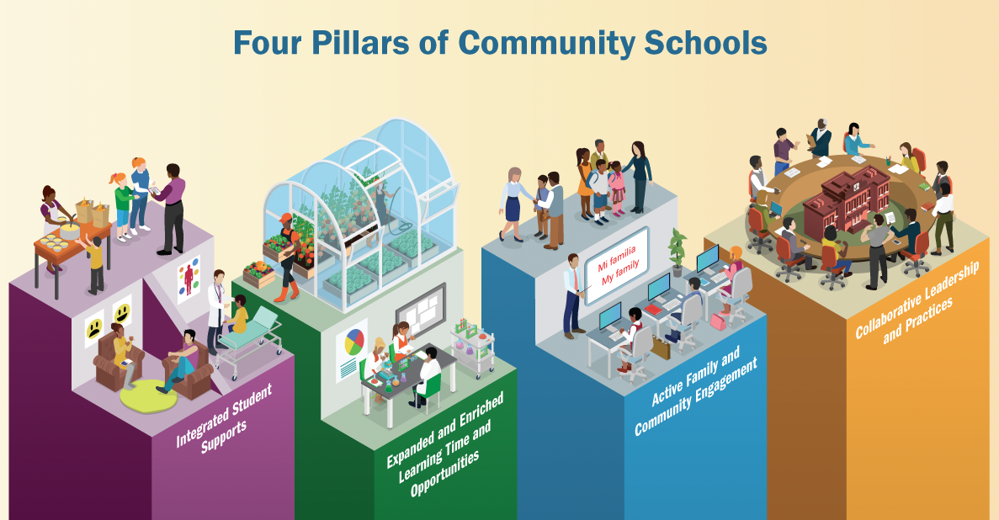 Four Pillars of Community Schools
Integrated Student
Supports
Expanded and Enriched
Learning Time and
Opportunities
Mi familia
My family
Active Family and
Community Engagement
Collaborative Leadership
and Practices